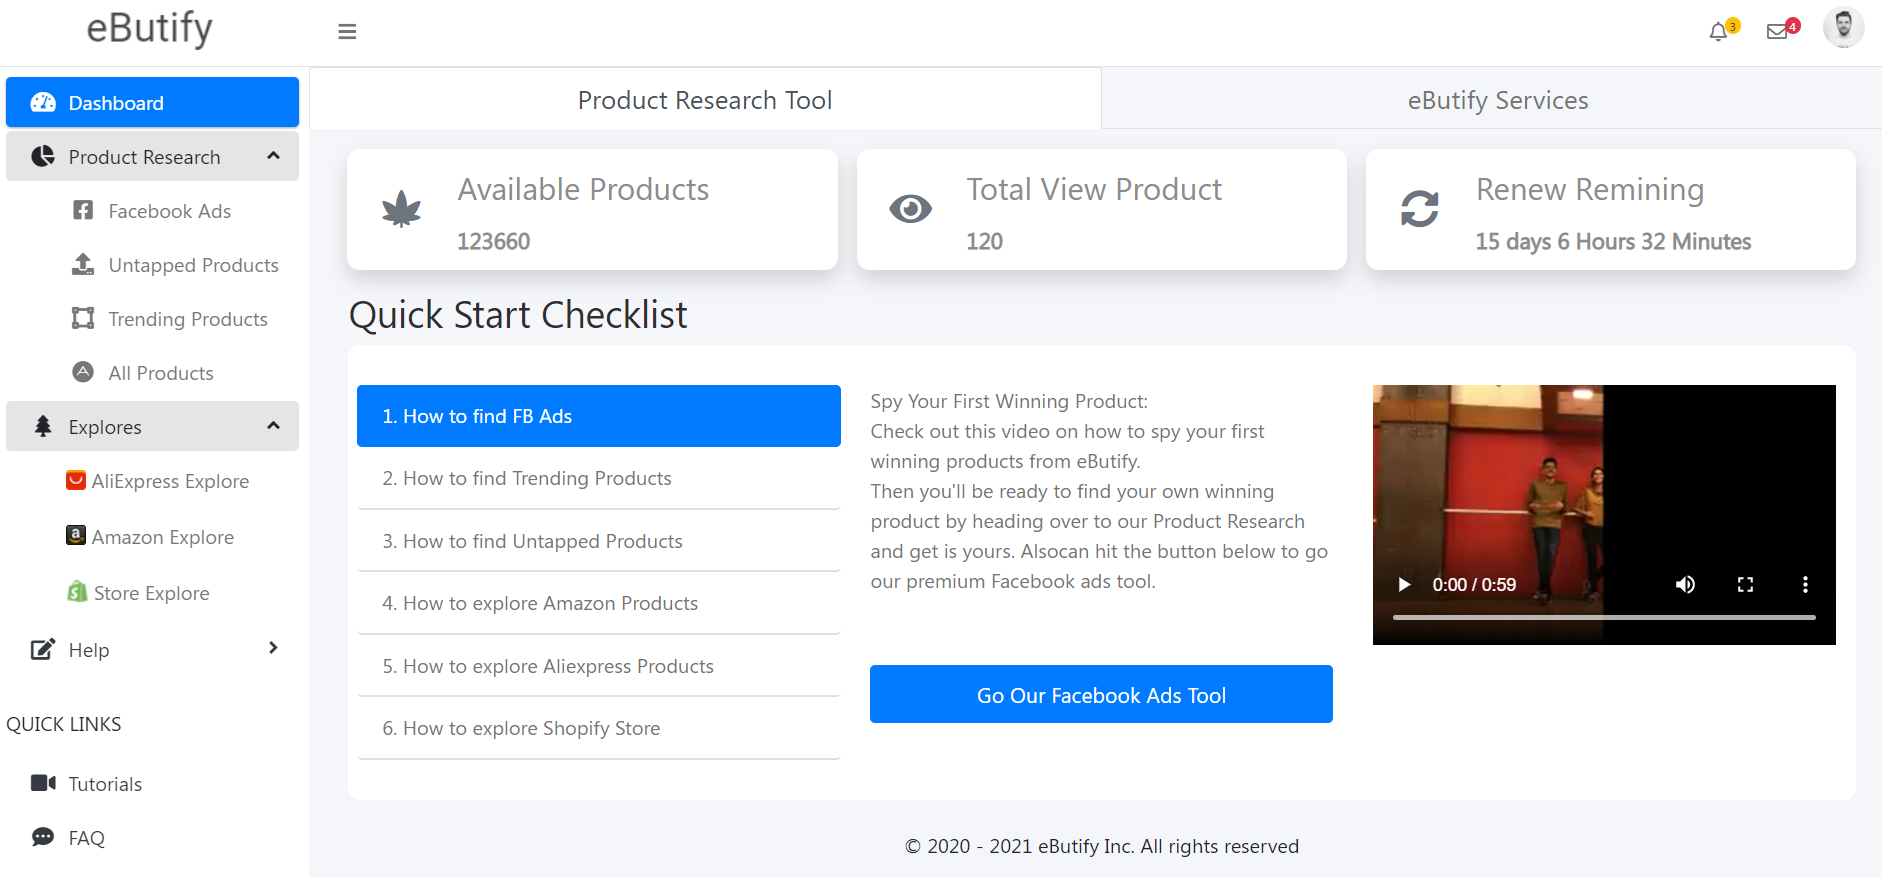 eButify
3
4
Dashboard
Product Research
Facebook Ads
Untapped Products
Trending Products
All Products
Explores
AliExpress Explore
Amazon Explore
Store Explore
Help
QUICK LINKS
Tutorials
FAQ
Product Research Tool
eButify Services
Available Products
123660
Total View Product
120
Renew Remining
15 days 6 Hours 32 Minutes
Quick Start Checklist
1. How to find FB Ads
2. How to find Trending Products
3. How to find Untapped Products
4. How to explore Amazon Products
5. How to explore Aliexpress Products
6. How to explore Shopify Store
Spy Your First Winning Product:
Check out this video on how to spy your first
winning products from eButify.
Then you'll be ready to find your own winning
product by heading over to our Product Research
and get is yours. Alsocan hit the button below to go
our premium Facebook ads tool.
Go Our Facebook Ads Tool
0:00 / 0:59
© 2020 - 2021 eButify Inc. All rights reserved